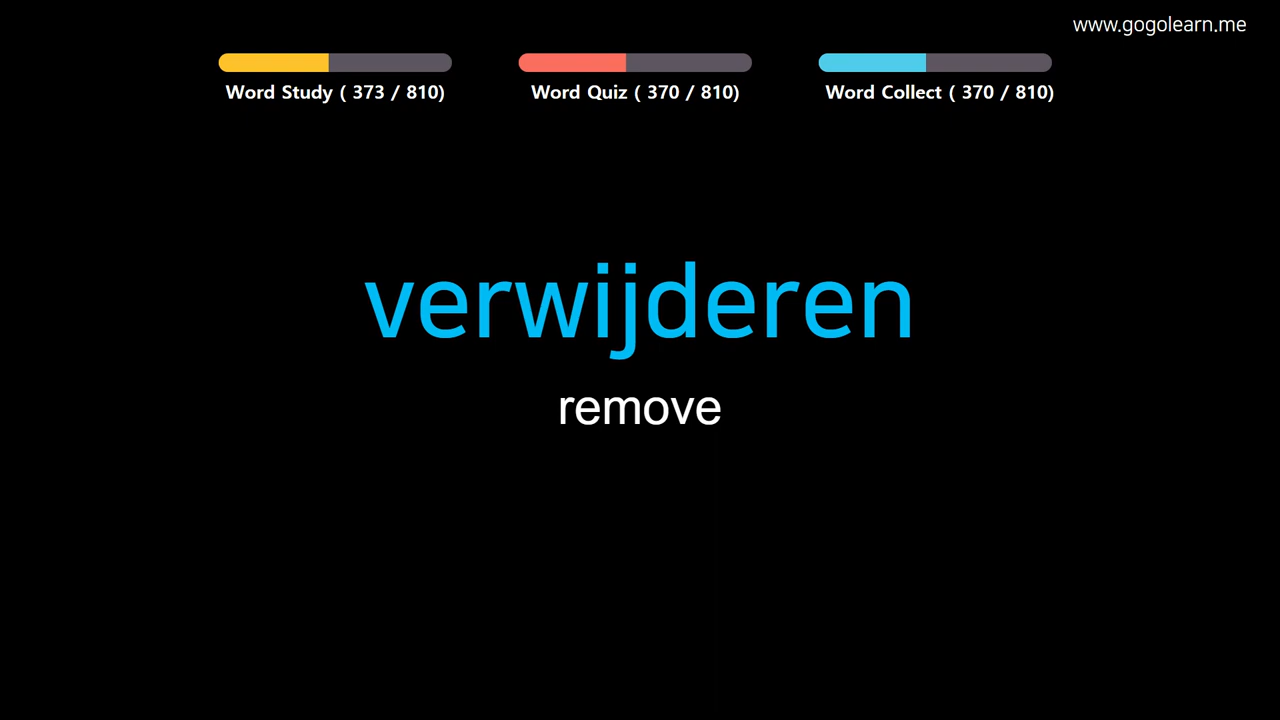 www.gogolearn.me
Word Study ( 373 / 810)
Word Quiz ( 370 / 810)
Word Collect ( 370 / 810)
verwijderen
remove